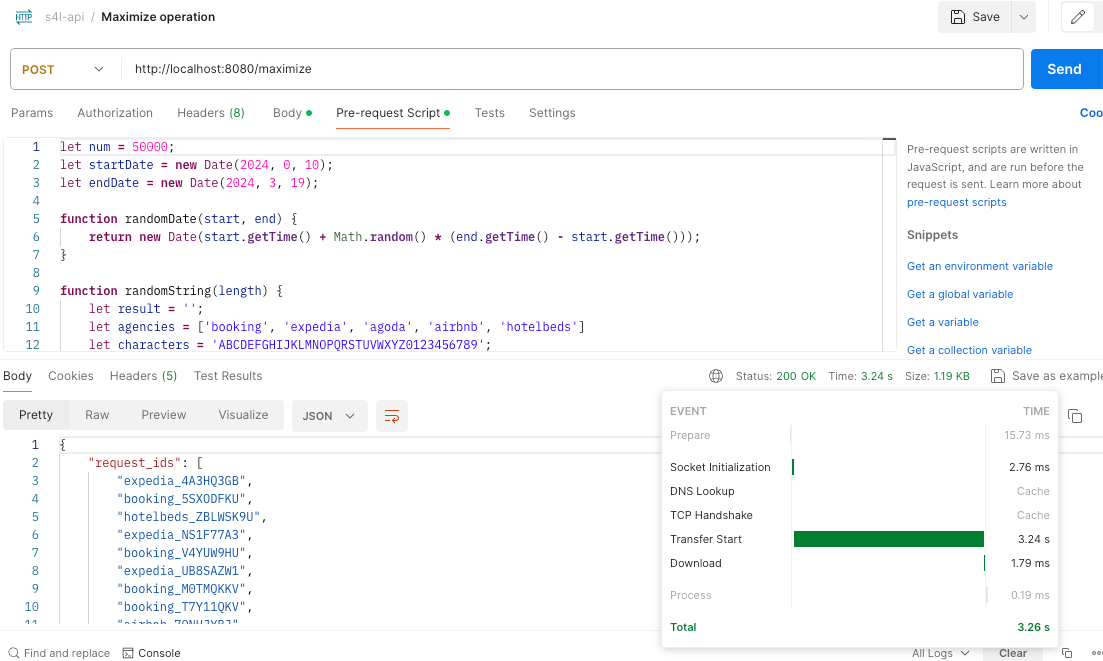 HTTP s4l-api / Maximize operation Save
POST http://localhost:8080/maximize Send
Params Authorization Headers (8) Body Pre-request Script Tests Settings Coo
1 let num = 50000;
2 let startDate = new Date(2024, 0, 10);
3 let endDate = new Date(2024, 3, 19);
4
5 function randomDate(start, end) {
6 return new Date(start.getTime() + Math.random() * (end.getTime() - start.getTime()));
7 }
8
9 function randomString(length) {
10 let result = '';
11 let agencies = ['booking', 'expedia', 'agoda', 'airbnb', 'hotelbeds']
12 let characters = 'ABCDEFGHIJKLMNOPQRSTUVWXYZ0123456789';
Pre-request scripts are written in
JavaScript, and are run before the
request is sent. Learn more about
pre-request scripts
Snippets
Get an environment variable
Get a global variable
Get a variable
Get a collection variable
Body Cookies Headers (5) Test Results Status: 200 OK Time: 3.24 s Size: 1.19 KB Save as example
Pretty Raw Preview Visualize JSON
1 {
2 "request_ids": [
3 "expedia_4A3HQ3GB",
4 "booking_5SXODFKU",
5 "hotelbeds_ZBLWSK9U",
6 "expedia_NS1F77A3",
7 "booking_V4YUW9HU",
8 "expedia_UB8SAZW1",
9 "booking_M0TMQKKV",
10 "booking_T7Y11QKV",
11
EVENT TIME
Prepare 15.73 ms
Socket Initialization 2.76 ms
DNS Lookup Cache
TCP Handshake Cache
Transfer Start 3.24 s
Download 1.79 ms
Process 0.19 ms
Total 3.26 s
Find and replace Console All Logs Clear